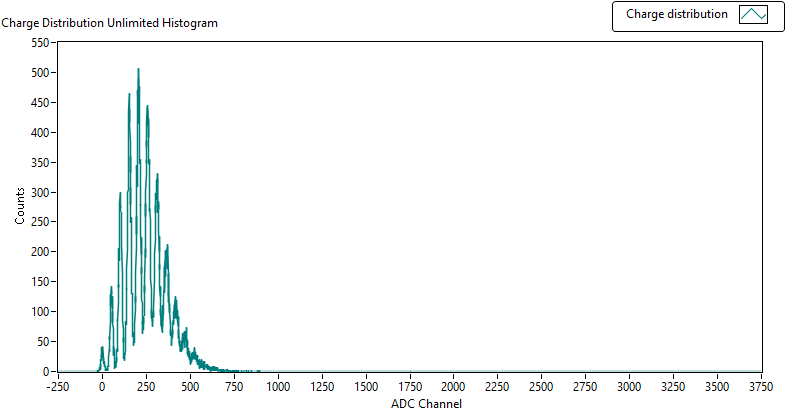 Charge distribution
Charge Distribution Unlimited Histogram
550
500
450
400
350
300
250
200
150
100
50
0
Counts
-250 0 250 500 750 1000 1250 1500 1750 2000 2250 2500 2750 3000 3250 3500 3750
ADC Channel